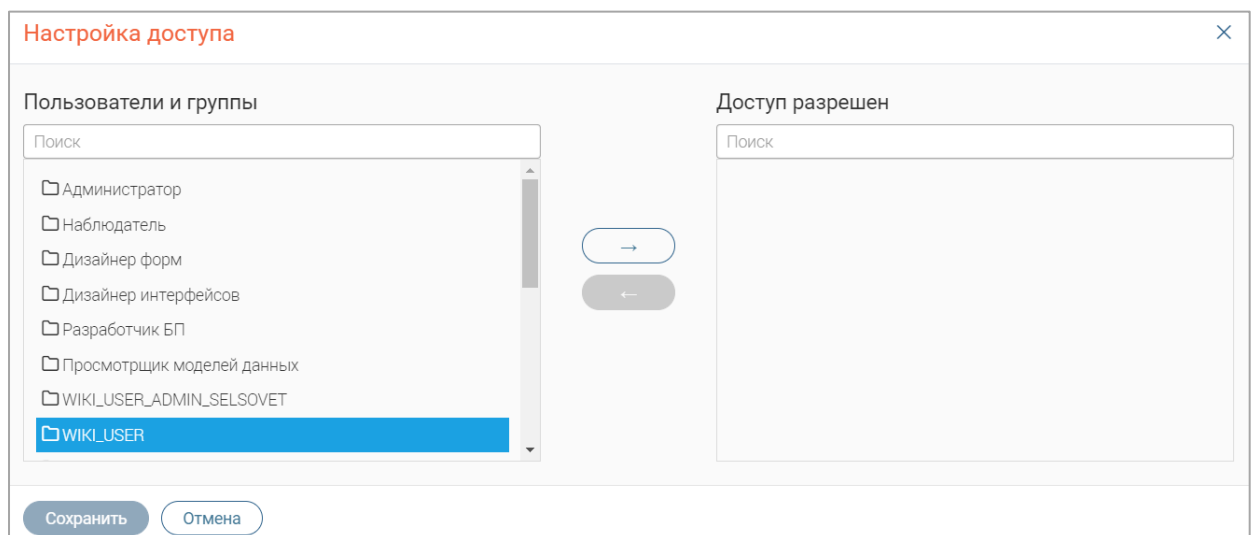 Настройка доступа
Пользователи и группы
Поиск
Администратор
Наблюдатель
Дизайнер форм
Дизайнер интерфейсов
Разработчик БП
Просмотрщик моделей данных
WIKI_USER_ADMIN_SELSOVET
WIKI_USER
→
←
Доступ разрешен
Поиск
Сохранить
Отмена